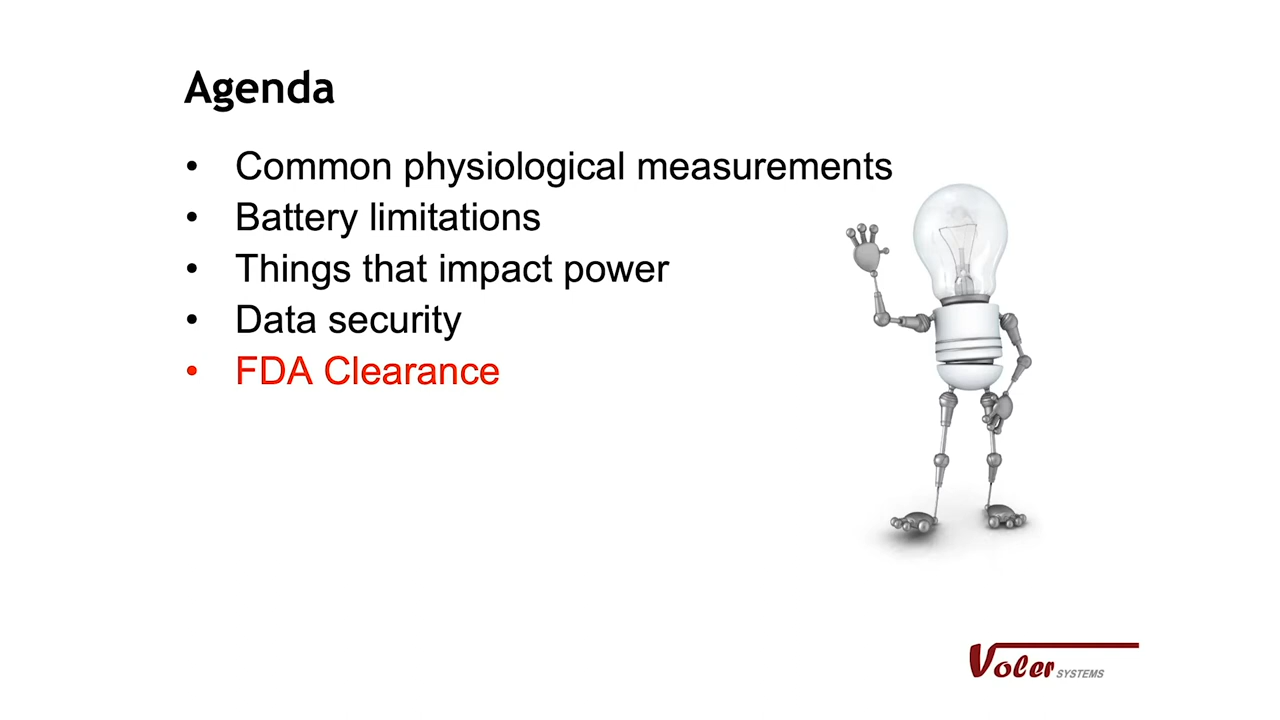 Agenda
• Common physiological measurements
• Battery limitations
• Things that impact power
• Data security
• FDA Clearance
Voler SYSTEMS